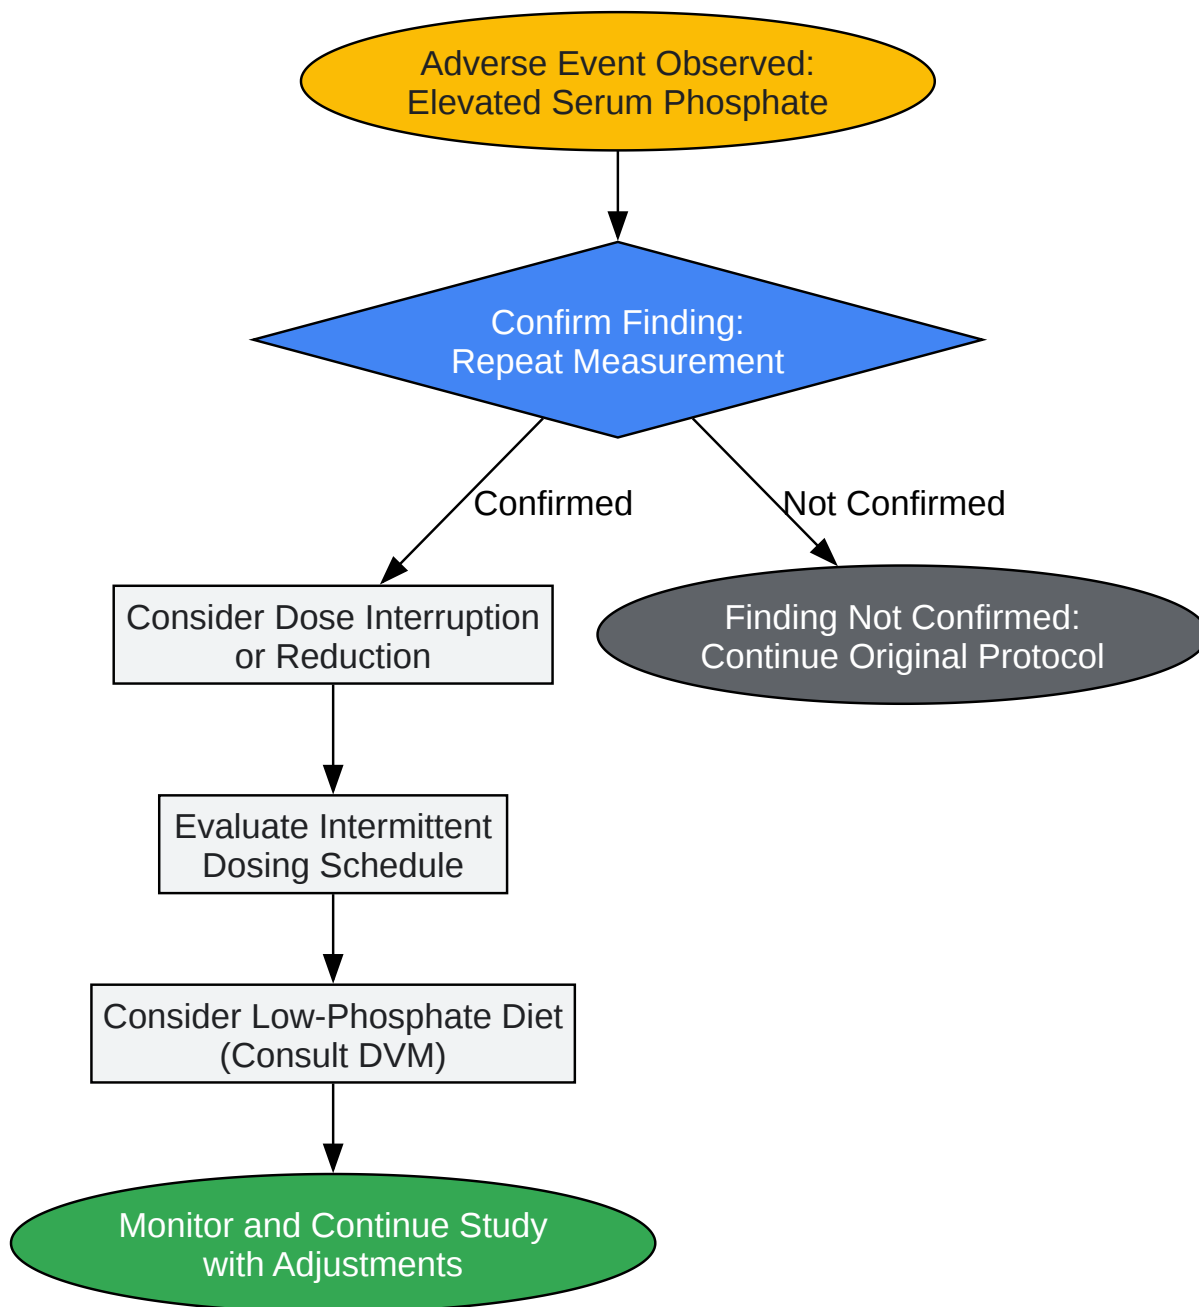 Adverse Event Observed:
Elevated Serum Phosphate
Confirm Finding:
Repeat Measurement
Confirmed
Not Confirmed
Consider Dose Interruption
or Reduction
Finding Not Confirmed:
Continue Original Protocol
Evaluate Intermittent
Dosing Schedule
Consider Low-Phosphate Diet
(Consult DVM)
Monitor and Continue Study
with Adjustments